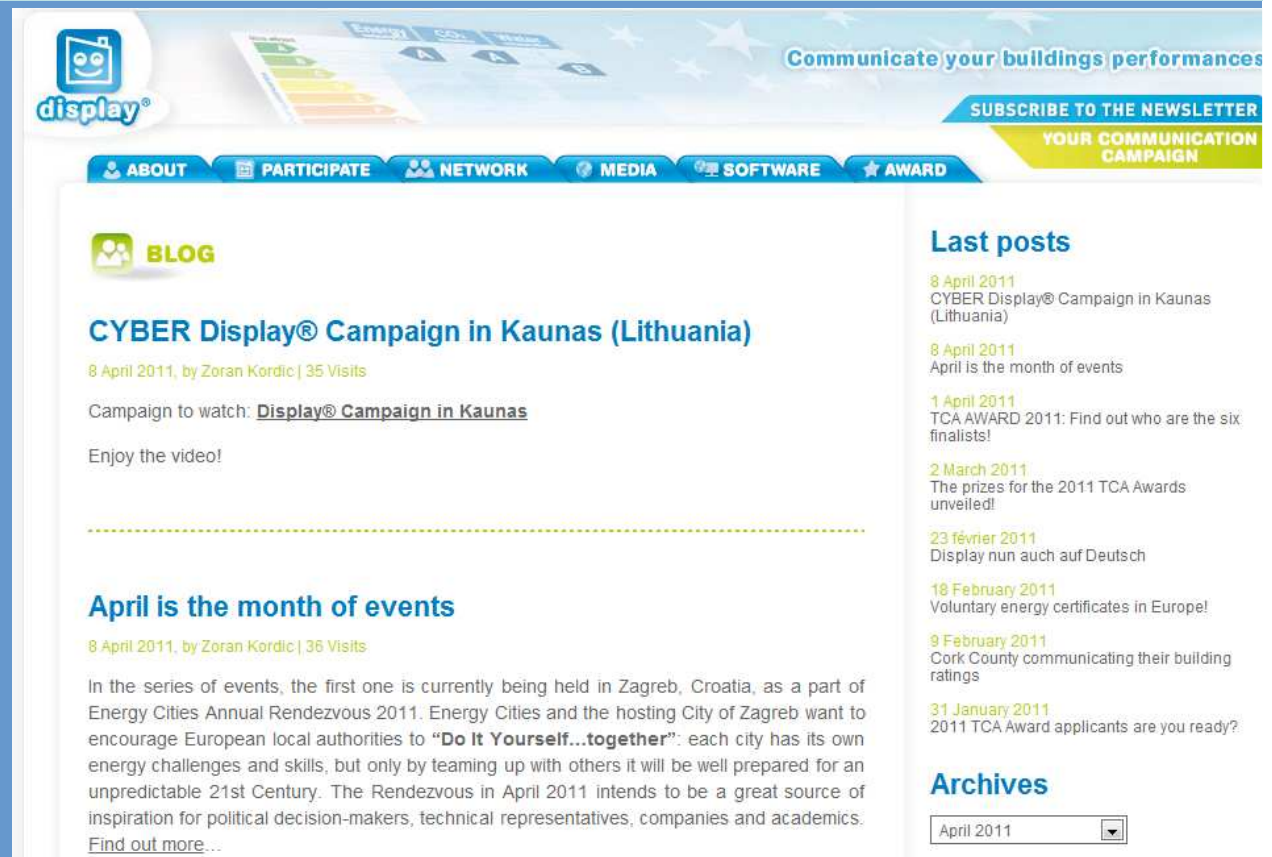 Energy CO₂ Water
A A B
display®
Communicate your buildings performances
SUBSCRIBE TO THE NEWSLETTER
YOUR COMMUNICATION
CAMPAIGN
ABOUT PARTICIPATE NETWORK MEDIA SOFTWARE AWARD
BLOG
CYBER Display® Campaign in Kaunas (Lithuania)
8 April 2011, by Zoran Kordic | 35 Visits
Campaign to watch: Display® Campaign in Kaunas
Enjoy the video!
April is the month of events
8 April 2011, by Zoran Kordic | 36 Visits
In the series of events, the first one is currently being held in Zagreb, Croatia, as a part of
Energy Cities Annual Rendezvous 2011. Energy Cities and the hosting City of Zagreb want to
encourage European local authorities to “Do It Yourself…together”: each city has its own
energy challenges and skills, but only by teaming up with others it will be well prepared for an
unpredictable 21st Century. The Rendezvous in April 2011 intends to be a great source of
inspiration for political decision-makers, technical representatives, companies and academics.
Find out more…
Last posts
8 April 2011
CYBER Display® Campaign in Kaunas
(Lithuania)
8 April 2011
April is the month of events
1 April 2011
TCA AWARD 2011: Find out who are the six
finalists!
2 March 2011
The prizes for the 2011 TCA Awards
unveiled!
23 février 2011
Display nun auch auf Deutsch
18 February 2011
Voluntary energy certificates in Europe!
9 February 2011
Cork County communicating their building
ratings
31 January 2011
2011 TCA Award applicants are you ready?
Archives
April 2011